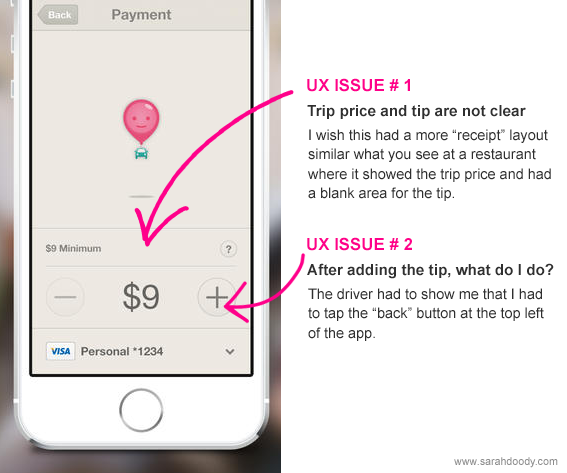 Back
Payment
$9 Minimum
?
$9
VISA
Personal *1234
UX ISSUE # 1
Trip price and tip are not clear
I wish this had a more “receipt” layout
similar what you see at a restaurant
where it showed the trip price and had
a blank area for the tip.
UX ISSUE # 2
After adding the tip, what do I do?
The driver had to show me that I had
to tap the “back” button at the top left
of the app.
www.sarahdoody.com